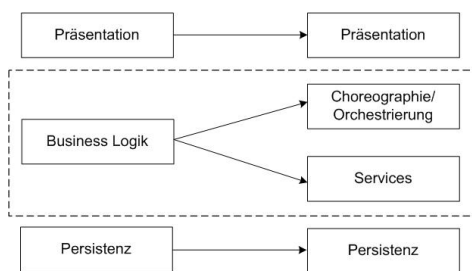 Präsentation
Präsentation
Business Logik
Choreographie/
Orchestrierung
Services
Persistenz
Persistenz